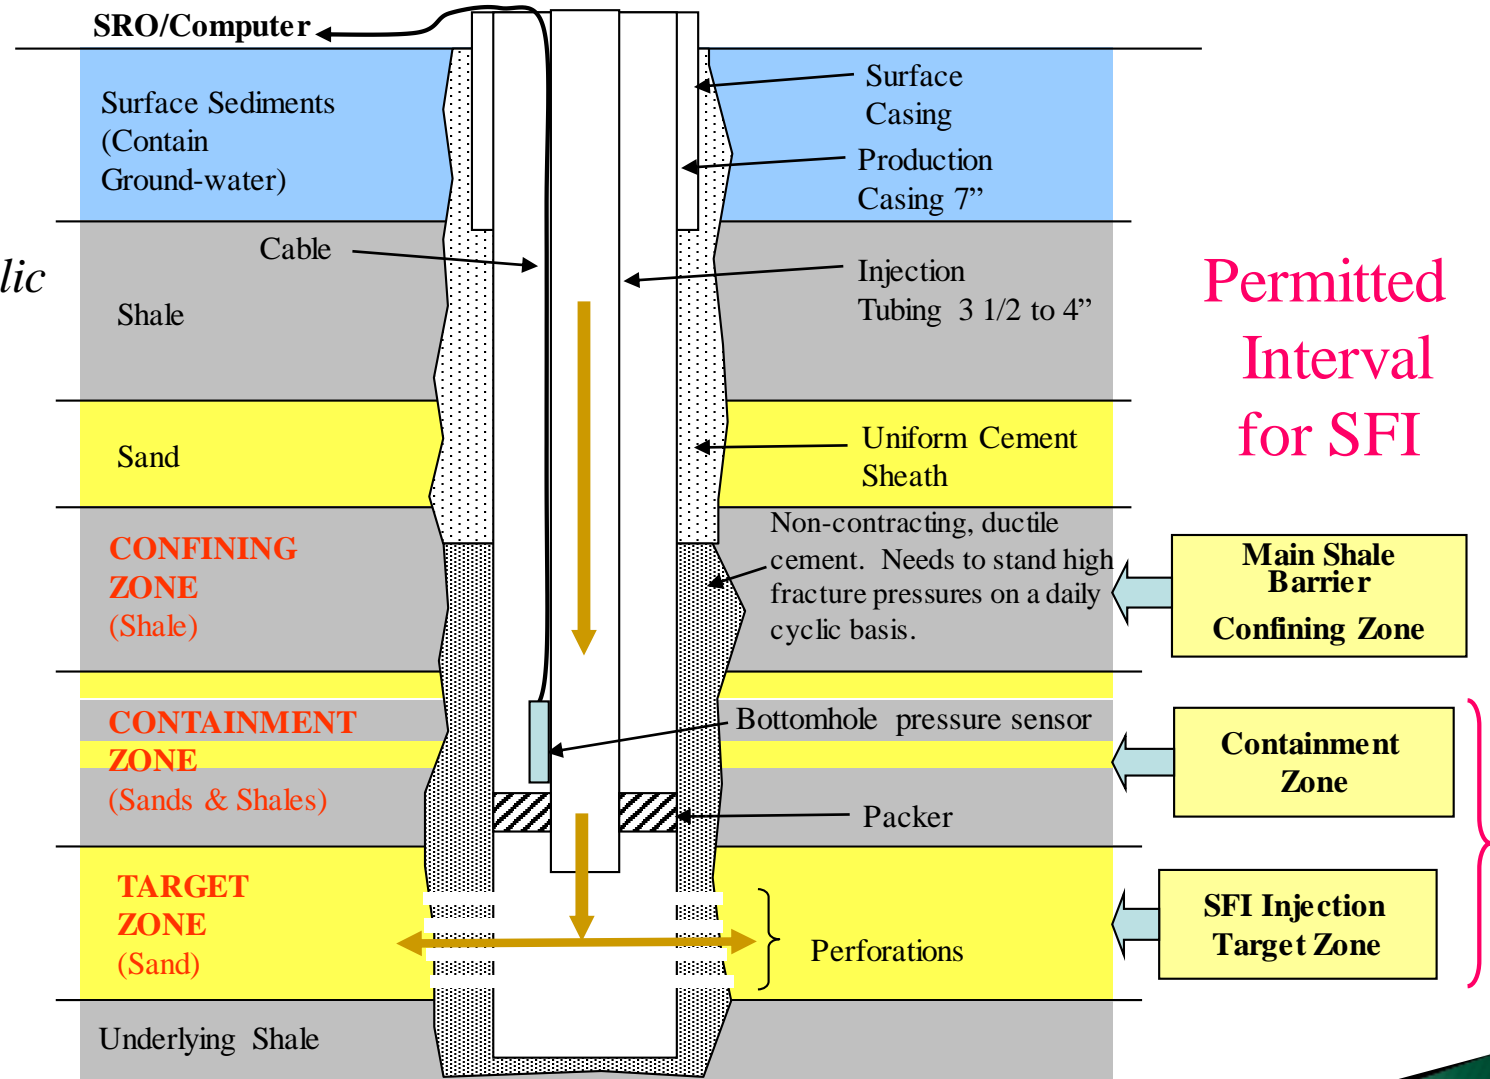 SRO/Computer
Surface Sediments
(Contain
Ground-water)
Surface
Casing
Production
Casing 7”
Cable
lic
Shale
Injection
Tubing 3 1/2 to 4”
Permitted
Interval
for SFI
Sand
Uniform Cement
Sheath
CONFINING
ZONE
(Shale)
Non-contracting, ductile
cement. Needs to stand high
fracture pressures on a daily
cyclic basis.
Main Shale
Barrier
Confining Zone
CONTAINMENT
ZONE
(Sands & Shales)
Bottomhole pressure sensor
Packer
Containment
Zone
TARGET
ZONE
(Sand)
Perforations
SFI Injection
Target Zone
Underlying Shale